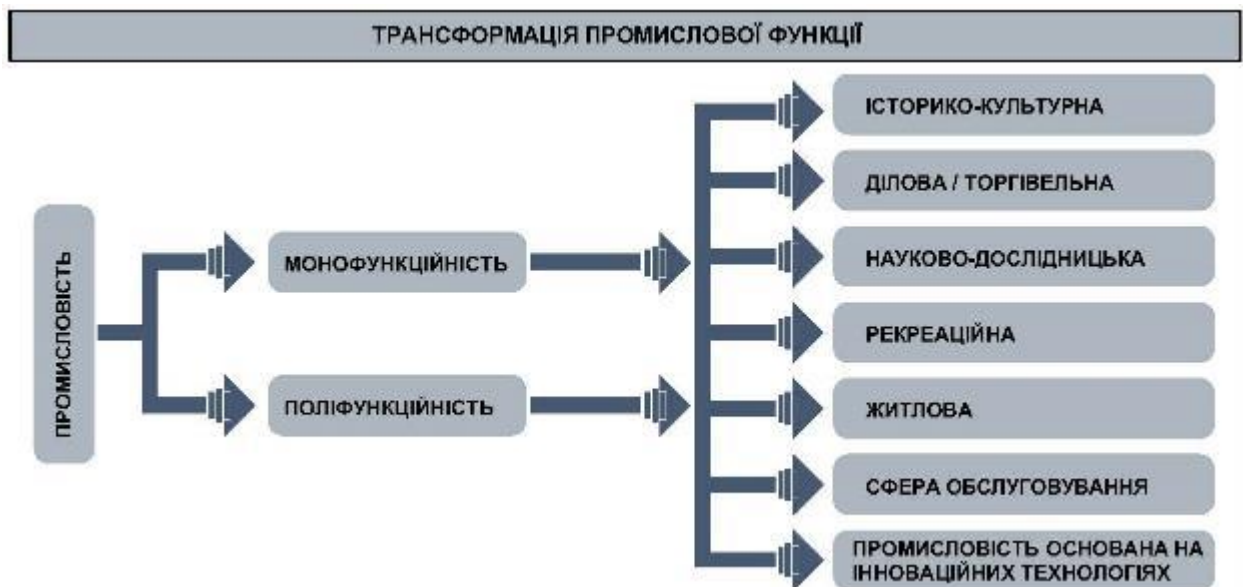 ТРАНСФОРМАЦІЯ ПРОМИСЛОВОЇ ФУНКЦІЇ
ПРОМИСЛОВІСТЬ
МОНОФУНКЦІЙНІСТЬ
ПОЛІФУНКЦІЙНІСТЬ
ІСТОРИКО-КУЛЬТУРНА
ДІЛОВА / ТОРГІВЕЛЬНА
НАУКОВО-ДОСЛІДНИЦЬКА
РЕКРЕАЦІЙНА
ЖИТЛОВА
СФЕРА ОБСЛУГОВУВАННЯ
ПРОМИСЛОВІСТЬ ОСНОВАНА НА
ІННОВАЦІЙНИХ ТЕХНОЛОГІЯХ